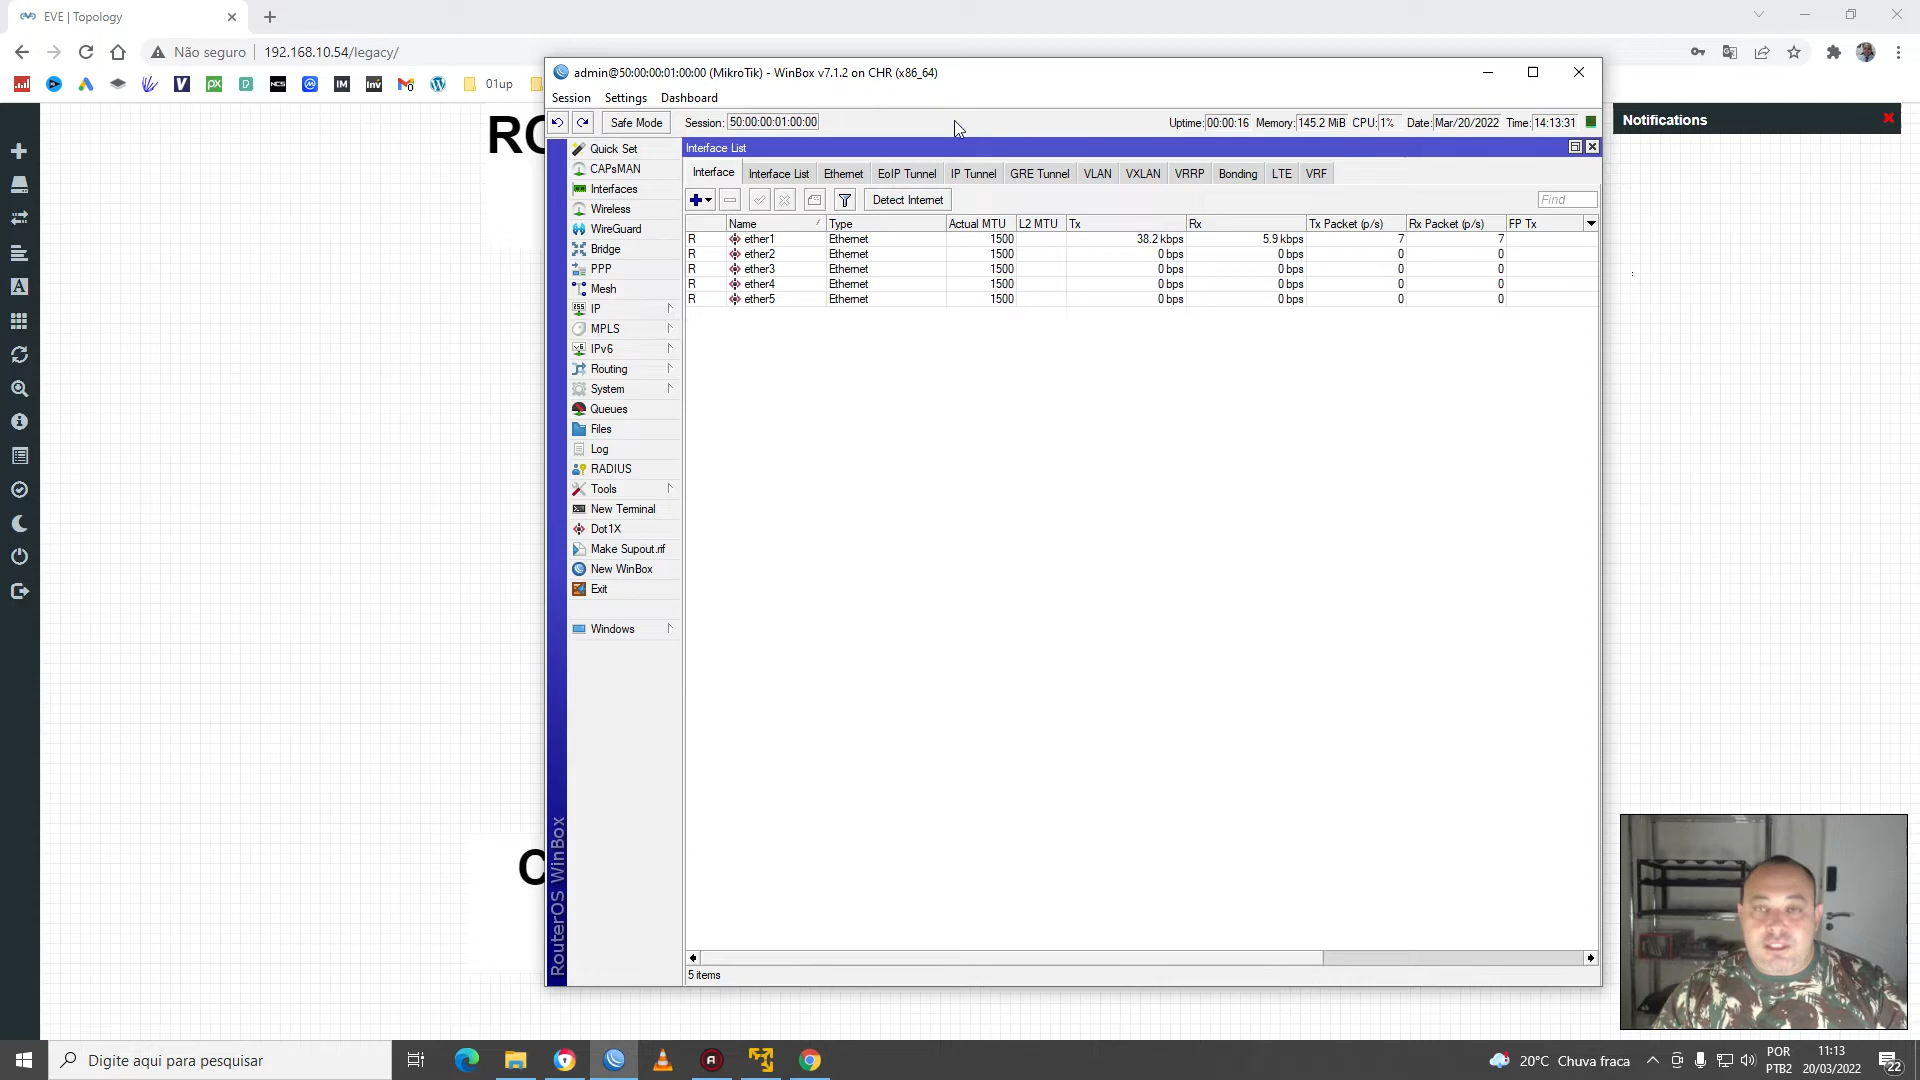 EVE | Topology
Não seguro
192.168.10.54/legacy/
01up
RO
C
Notifications
admin@50:00:00:01:00:00 (MikroTik) - WinBox v7.1.2 on CHR (x86_64)
Session Settings Dashboard
Safe Mode Session: 50:00:00:01:00:00 Uptime: 00:00:16 Memory: 145.2 MiB CPU: 1% Date: Mar/20/2022 Time: 14:13:31
Quick Set
CAPsMAN
Interfaces
Wireless
WireGuard
Bridge
PPP
Mesh
IP
MPLS
IPv6
Routing
System
Queues
Files
Log
RADIUS
Tools
New Terminal
Dot1X
Make Supout.rif
New WinBox
Exit
Windows
RouterOS WinBox
Interface List
Interface Interface List Ethernet EoIP Tunnel IP Tunnel GRE Tunnel VLAN VXLAN VRRP Bonding LTE VRF
Detect Internet Find
Name Type Actual MTU L2 MTU Tx Rx Tx Packet (p/s) Rx Packet (p/s) FP Tx
R ether1 Ethernet 1500 38.2 kbps 5.9 kbps 7 7
R ether2 Ethernet 1500 0 bps 0 bps 0 0
R ether3 Ethernet 1500 0 bps 0 bps 0 0
R ether4 Ethernet 1500 0 bps 0 bps 0 0
R ether5 Ethernet 1500 0 bps 0 bps 0 0
5 items
Digite aqui para pesquisar
20°C Chuva fraca
POR
PTB2
11:13
20/03/2022
22